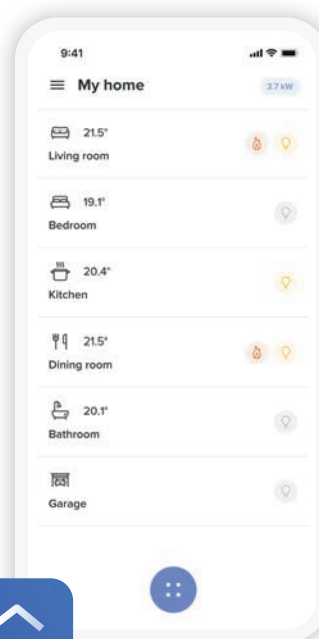 9:41
My home
3.7 kW
21.5°
Living room
19.1°
Bedroom
20.4°
Kitchen
21.5°
Dining room
20.1°
Bathroom
Garage